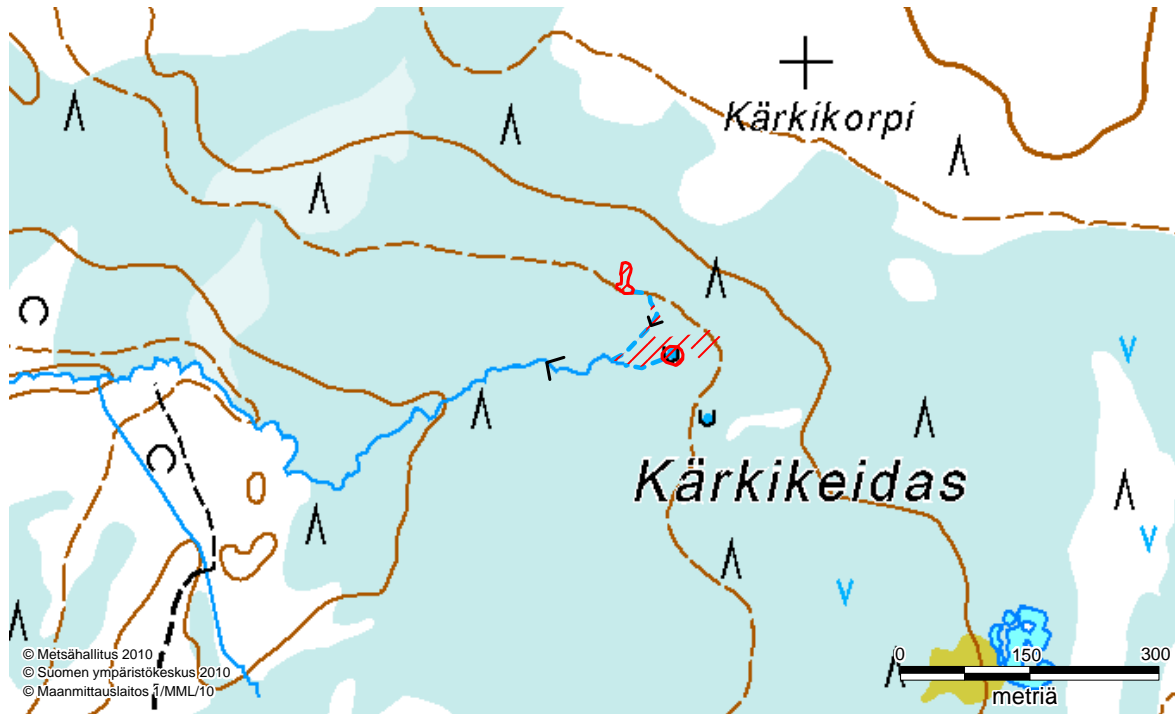 Kärkikorpi
Kärkikeidas
© Metsähallitus 2010
© Suomen ympäristökeskus 2010
© Maanmittauslaitos 1/MML/10
0 150 300
metriä